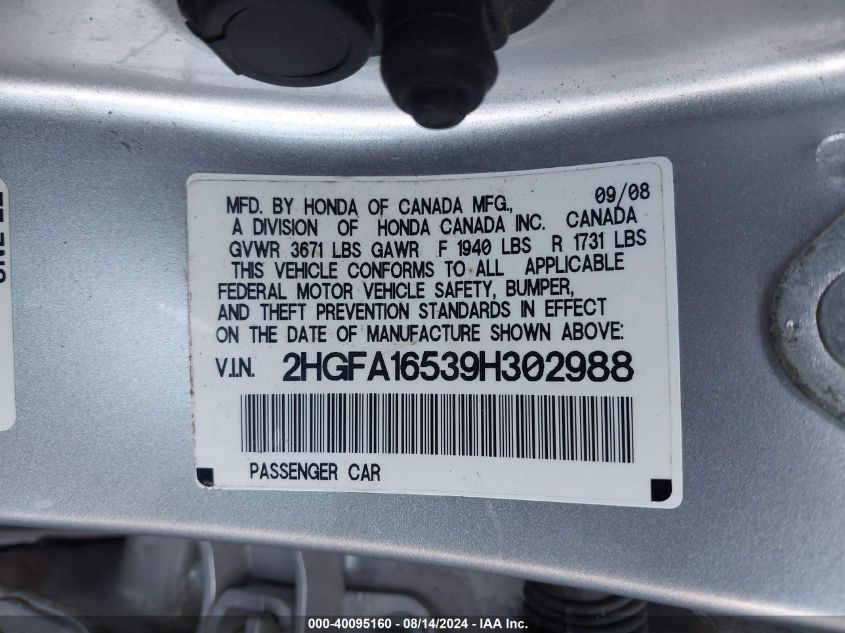 MFD. BY HONDA OF CANADA MFG., 09/08
A DIVISION OF HONDA CANADA INC. CANADA
GVWR 3671 LBS GAWR F 1940 LBS R 1731 LBS
THIS VEHICLE CONFORMS TO ALL APPLICABLE
FEDERAL MOTOR VEHICLE SAFETY, BUMPER,
AND THEFT PREVENTION STANDARDS IN EFFECT
ON THE DATE OF MANUFACTURE SHOWN ABOVE:
V.I.N. 2HGFA16539H302988
PASSENGER CAR
000-40095160 - 08/14/2024 - IAA Inc.